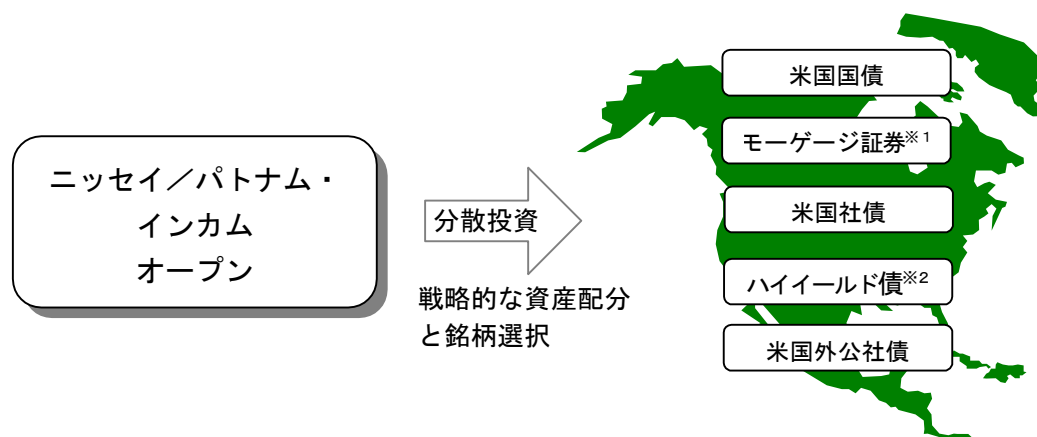 ニッセイ／パトナム・
インカム
オープン
分散投資
戦略的な資産配分
と銘柄選択
米国国債
モーゲージ証券※1
米国社債
ハイイールド債※2
米国外公社債